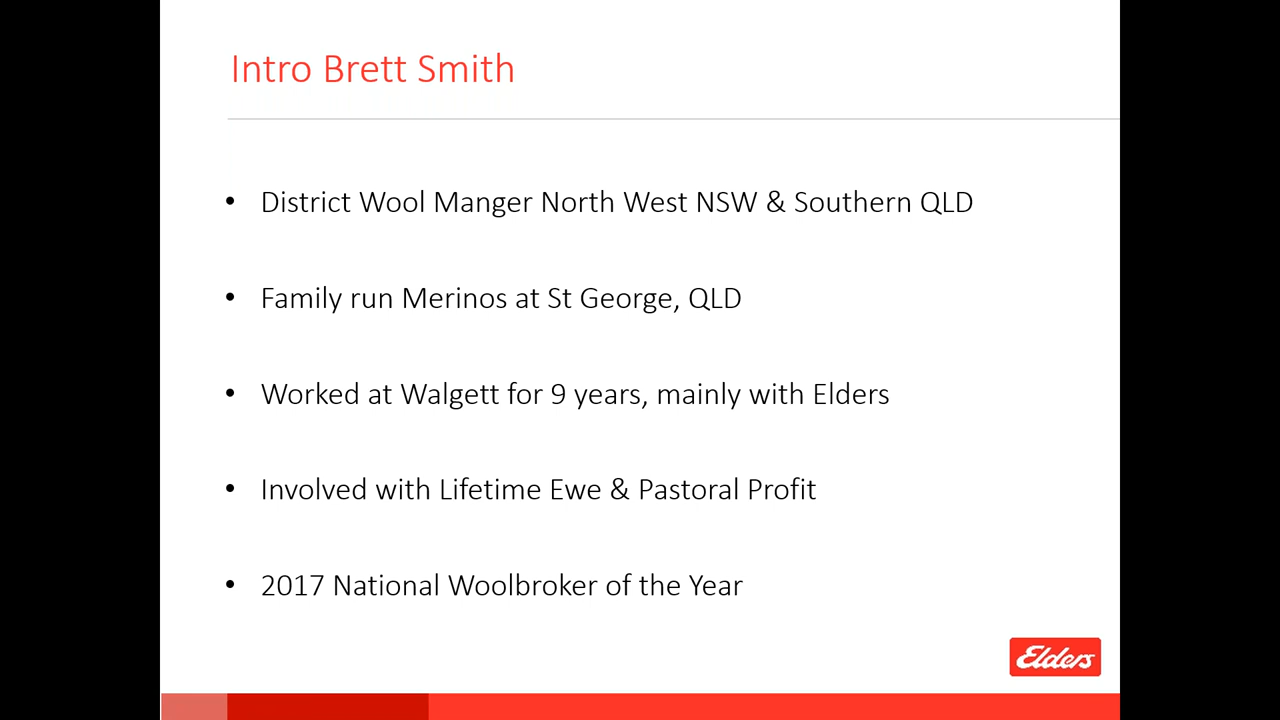 Intro Brett Smith
• District Wool Manger North West NSW & Southern QLD
• Family run Merinos at St George, QLD
• Worked at Walgett for 9 years, mainly with Elders
• Involved with Lifetime Ewe & Pastoral Profit
• 2017 National Woolbroker of the Year
Elders